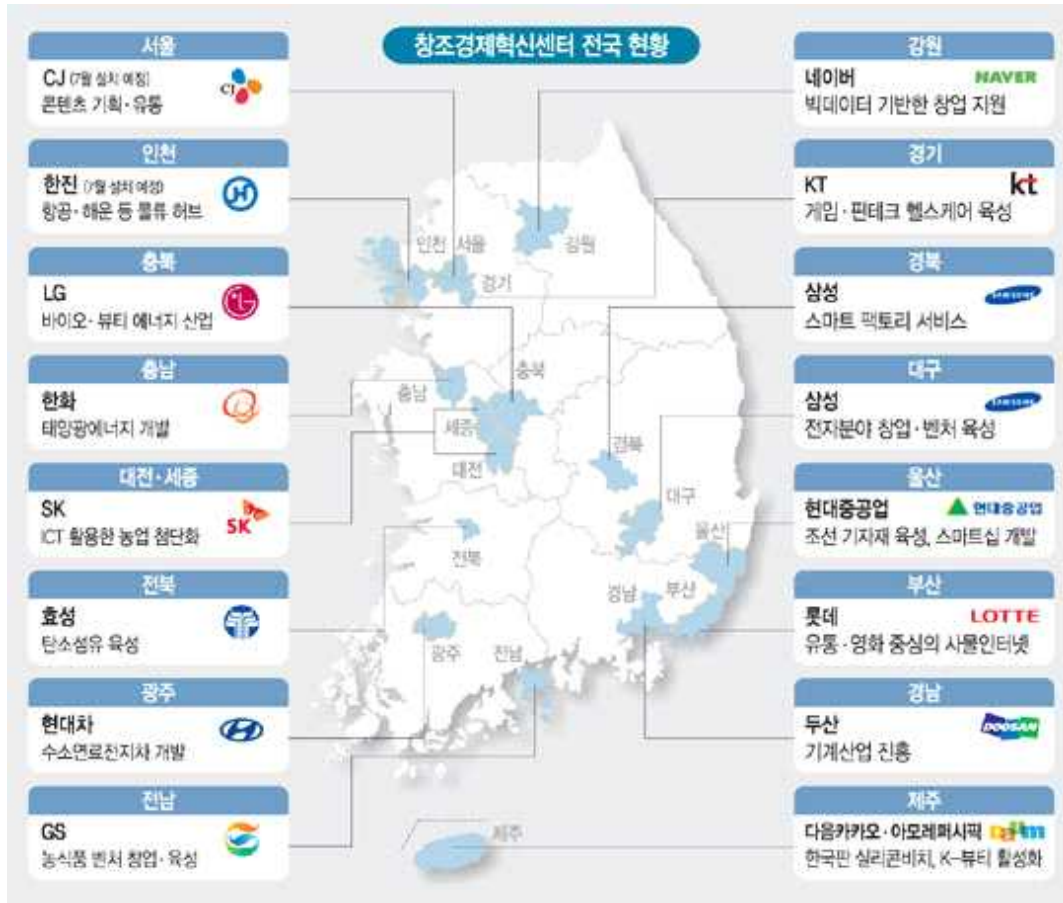 창조경제혁신센터 전국 현황
서울
CJ (7월 설치 예정)
CJ
콘텐츠 기획·유통
인천
한진 (7월 설치 예정)
H
항공·해운 등 물류 허브
충북
LG
LG
바이오·뷰티 에너지 산업
충남
한화
태양광에너지 개발
대전·세종
SK
SK
ICT 활용한 농업 첨단화
전북
효성
탄소섬유 육성
광주
현대차
수소연료전지차 개발
전남
GS
농식품 벤처 창업·육성
인천 서울
강원
경기
충북
충남
세종
대전
경북
대구
울산
전북
경남
부산
광주
전남
제주
강원
네이버 NAVER
빅데이터 기반한 창업 지원
경기
KT kt
게임·핀테크 헬스케어 육성
경북
삼성 SAMSUNG
스마트 팩토리 서비스
대구
삼성 SAMSUNG
전자분야 창업·벤처 육성
울산
현대중공업 현대중공업
조선 기자재 육성, 스마트십 개발
부산
롯데 LOTTE
유통·영화 중심의 사물인터넷
경남
두산 DOOSAN
기계산업 진흥
제주
다음카카오·아모레퍼시픽 Daum
한국판 실리콘비치, K-뷰티 활성화